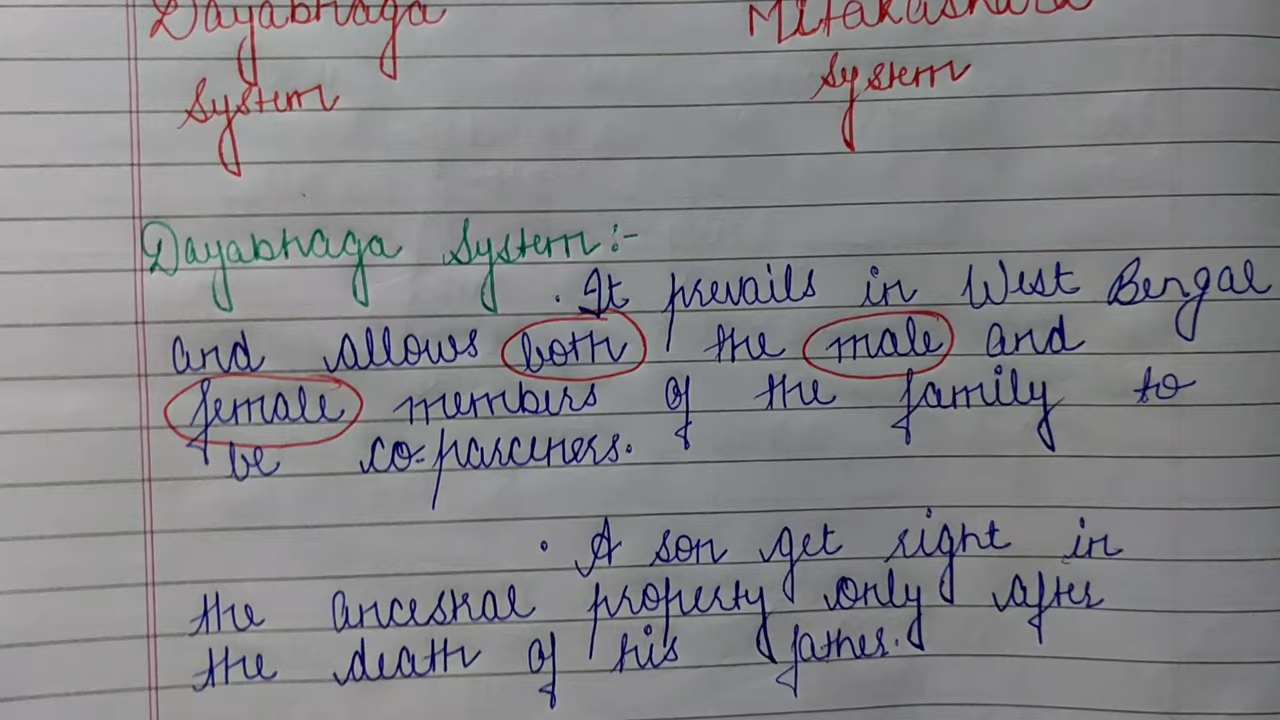 Dayabhaga Mitakashara
System System
Dayabhaga System:-
· It prevails in West Bengal
and allows both the male and
female members of the family to
be co-parceners.
· A son get right in
the ancestral property only after
the death of his father.